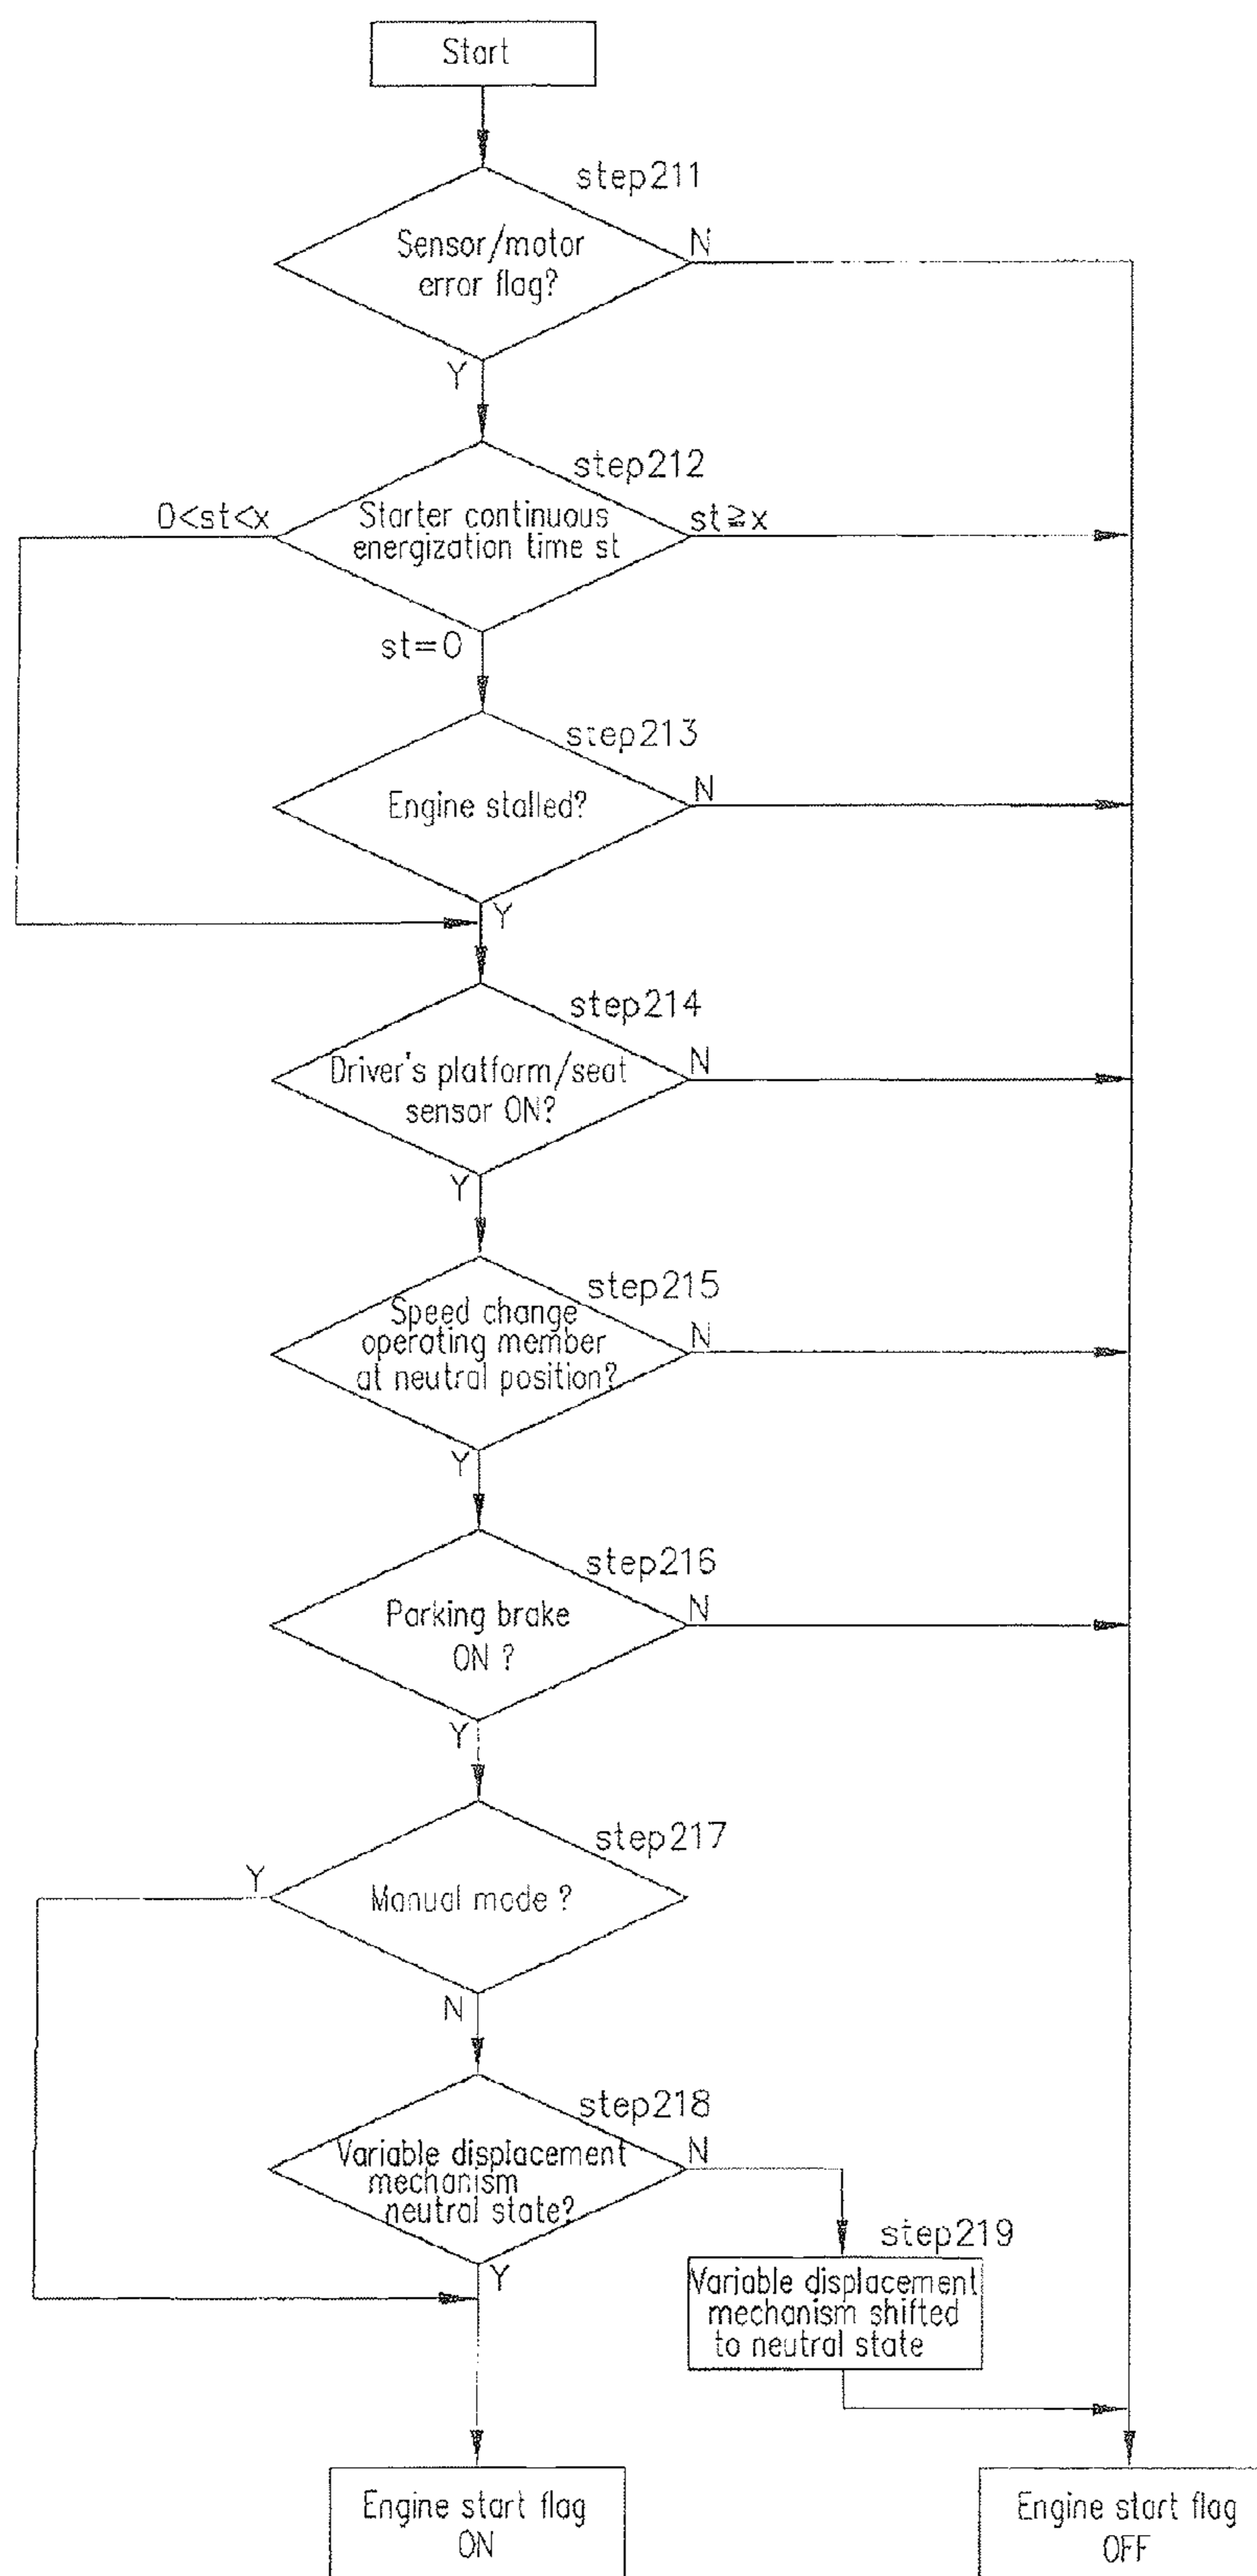 Start
step211
Sensor/motor
error flag?
N
Y
step212
0<st<x
Starter continuous
energization time st
st≧x
st=0
step213
Engine stalled?
N
Y
step214
Driver's platform/seat
sensor ON?
N
Y
step215
Speed change
operating member
at neutral position?
N
Y
step216
Parking brake
ON ?
N
Y
step217
Y
Manual mode ?
N
step218
Variable displacement
mechanism
neutral state?
N
Y
step219
Variable displacement
mechanism shifted
to neutral state
Engine start flag
ON
Engine start flag
OFF